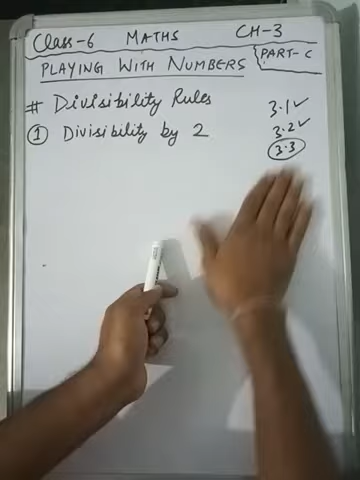 Class-6 MATHS CH-3
PART-C
PLAYING WITH NUMBERS
# Divisibility Rules
3.1✓
① Divisibility by 2
3.2✓
3.3